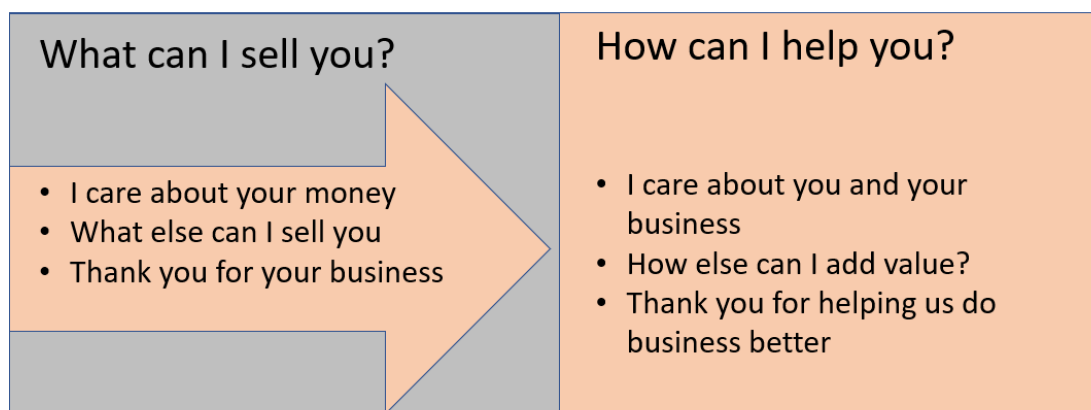 What can I sell you?
• I care about your money
• What else can I sell you
• Thank you for your business
How can I help you?
• I care about you and your
business
• How else can I add value?
• Thank you for helping us do
business better